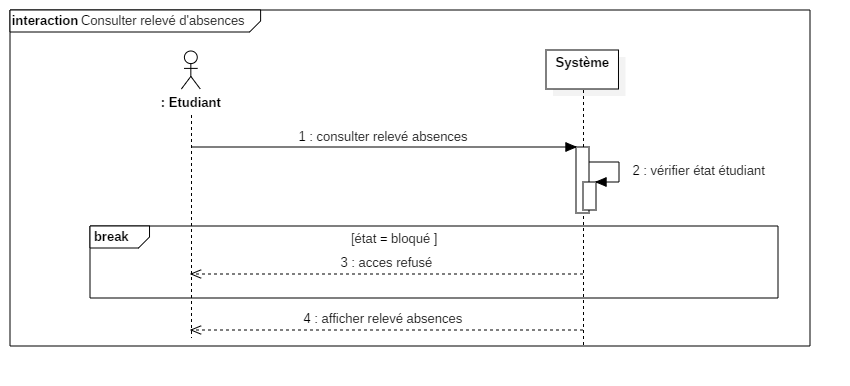 interaction Consulter relevé d'absences
Système
: Etudiant
1 : consulter relevé absences
2 : vérifier état étudiant
break
[état = bloqué ]
3 : acces refusé
4 : afficher relevé absences